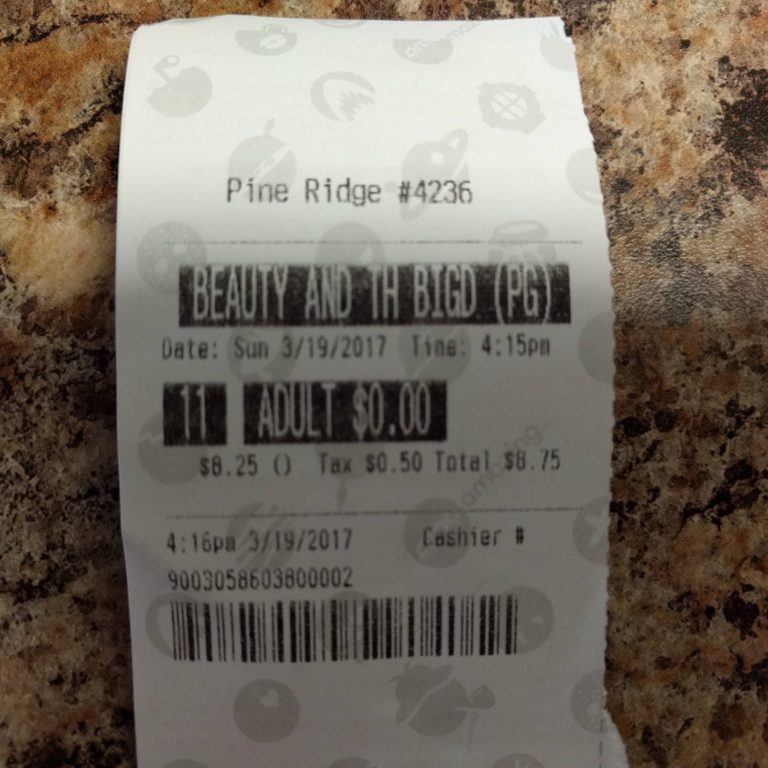 Pine Ridge #4236
BEAUTY AND TH BIGD (PG)
Date: Sun 3/19/2017 Time: 4:15pm
11 ADULT $0.00
$8.25 () Tax $0.50 Total $8.75
4:16pm 3/19/2017 Cashier #
9003058603800002
amazing